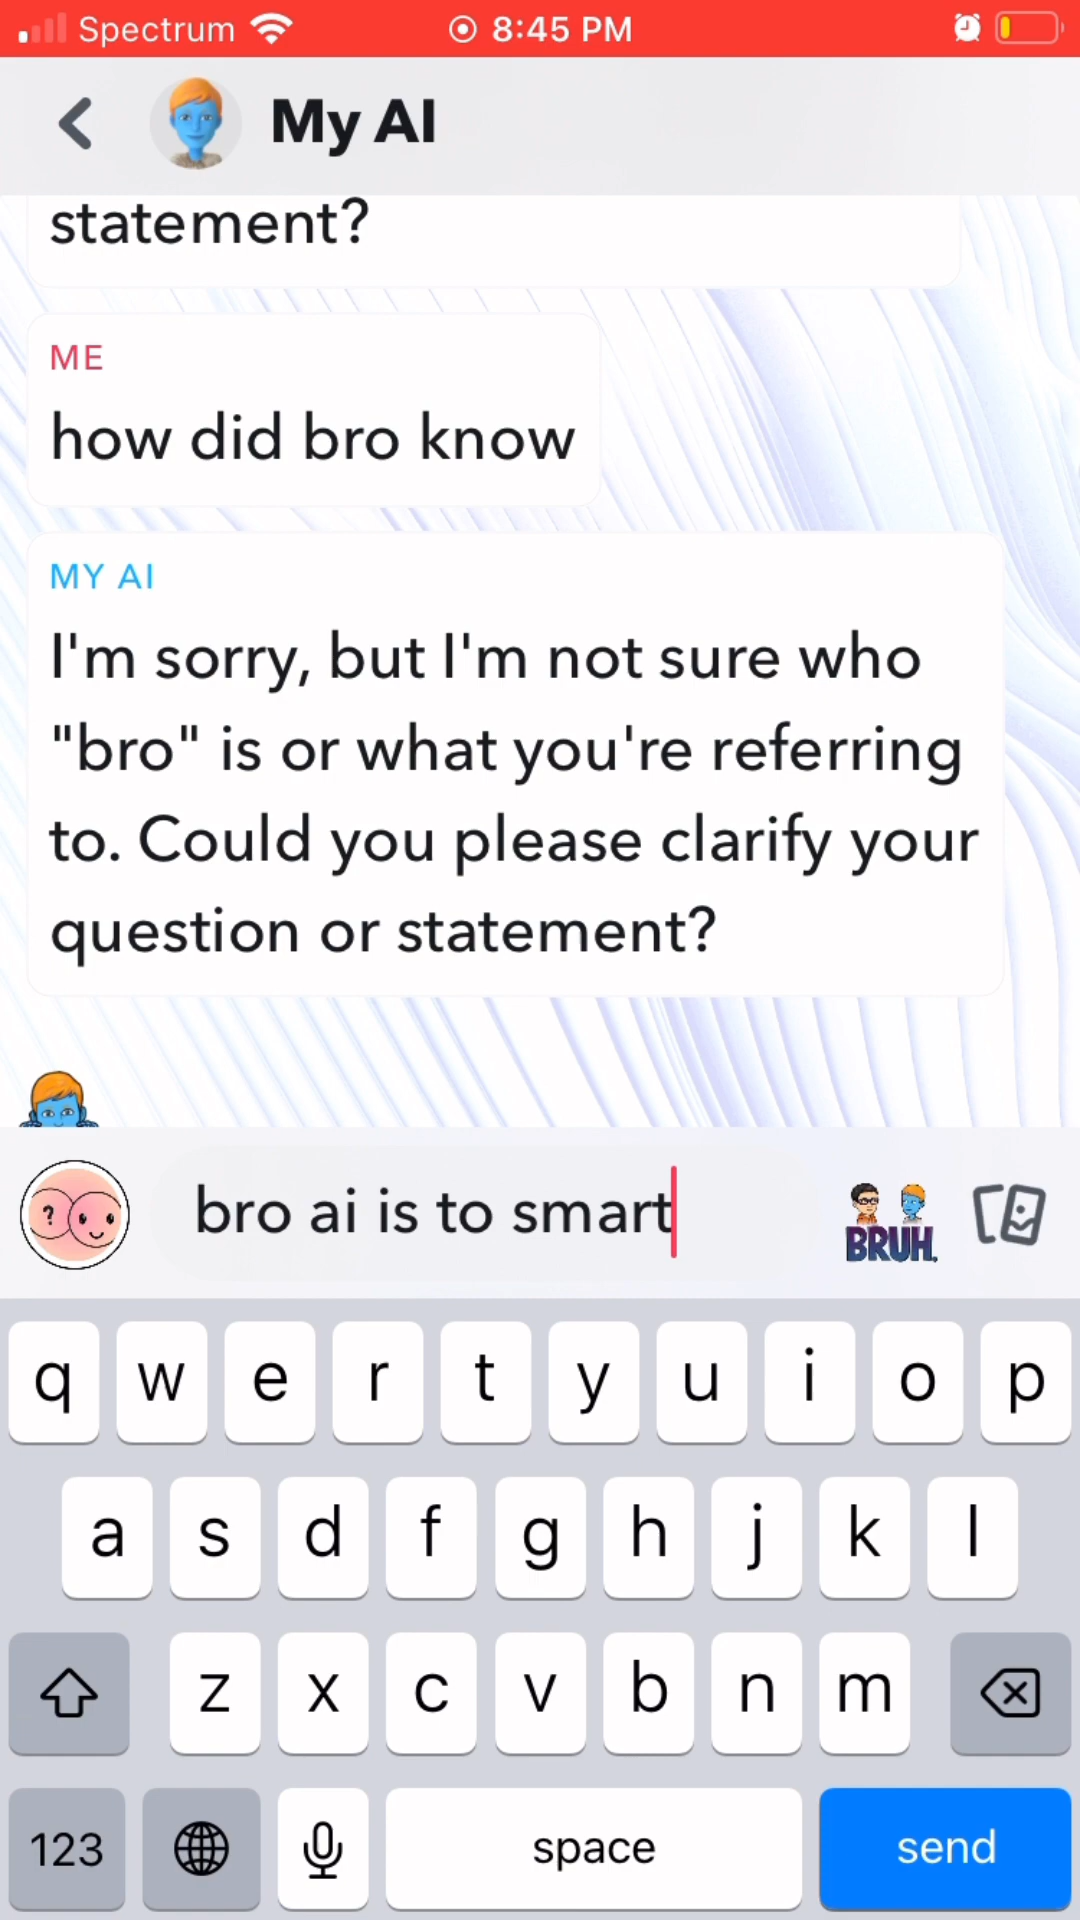 Spectrum 8:45 PM
My AI
statement?
ME
how did bro know
MY AI
I'm sorry, but I'm not sure who
"bro" is or what you're referring
to. Could you please clarify your
question or statement?
?
bro ai is to smart
BRUH.
q w e r t y u i o p
a s d f g h j k l
z x c v b n m
123 space send